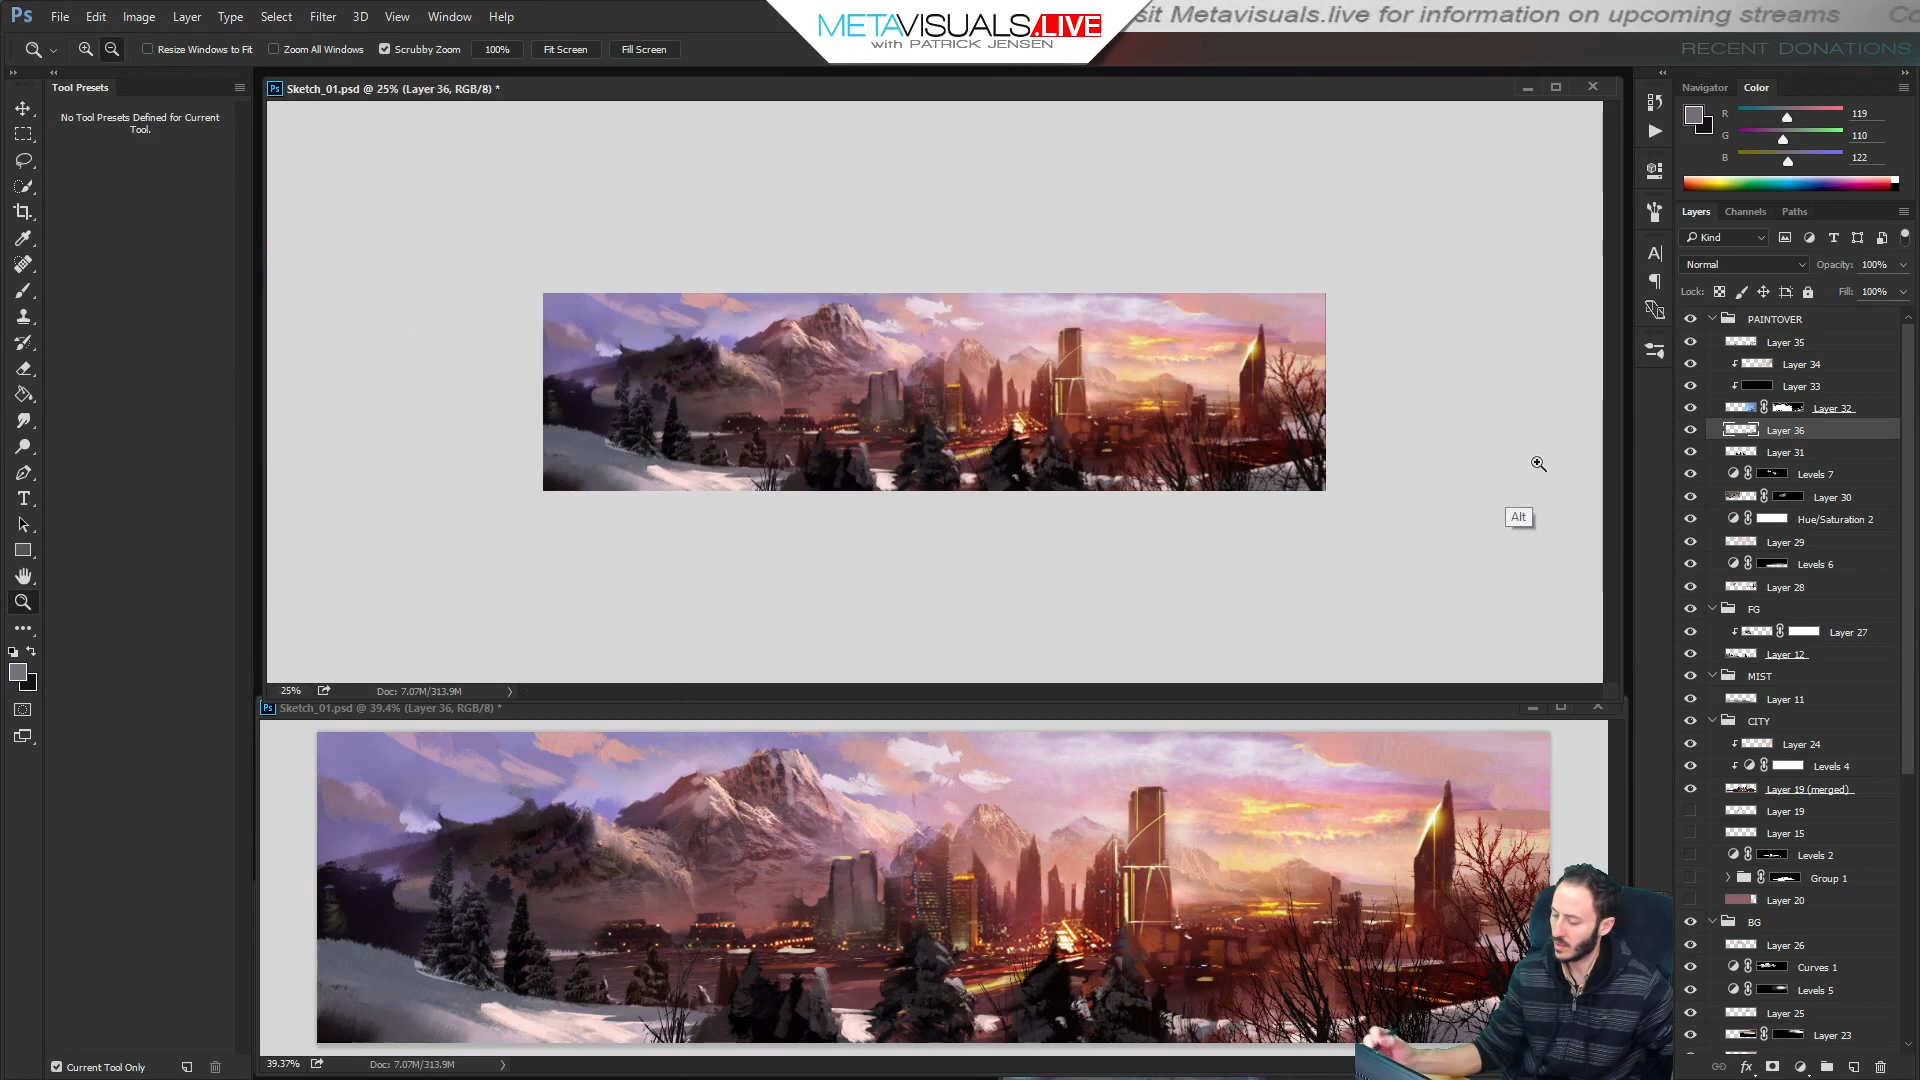 Ps File Edit Image Layer Type Select Filter 3D View Window Help
METAVISUALS.LIVE
with PATRICK JENSEN
sit Metavisuals.live for information on upcoming streams Co
RECENT DONATIONS
Resize Windows to Fit Zoom All Windows Scrubby Zoom 100% Fit Screen Fill Screen
Tool Presets
No Tool Presets Defined for Current
Tool.
Ps Sketch_01.psd @ 25% (Layer 36, RGB/8) *
Alt
25% Doc: 7.07M/313.9M
Ps Sketch_01.psd @ 39.4% (Layer 36, RGB/8) *
39.37% Doc: 7.07M/313.9M
Current Tool Only
Navigator Color
R 119
G 110
B 122
Layers Channels Paths
Kind
Normal Opacity: 100%
Lock: Fill: 100%
PAINTOVER
Layer 35
Layer 34
Layer 33
Layer 32
Layer 36
Layer 31
Levels 7
Layer 30
Hue/Saturation 2
Layer 29
Levels 6
Layer 28
FG
Layer 27
Layer 12
MIST
Layer 11
CITY
Layer 24
Levels 4
Layer 19 (merged)
Layer 19
Layer 15
Levels 2
Group 1
Layer 20
BG
Layer 26
Curves 1
Levels 5
Layer 25
Layer 23
fx